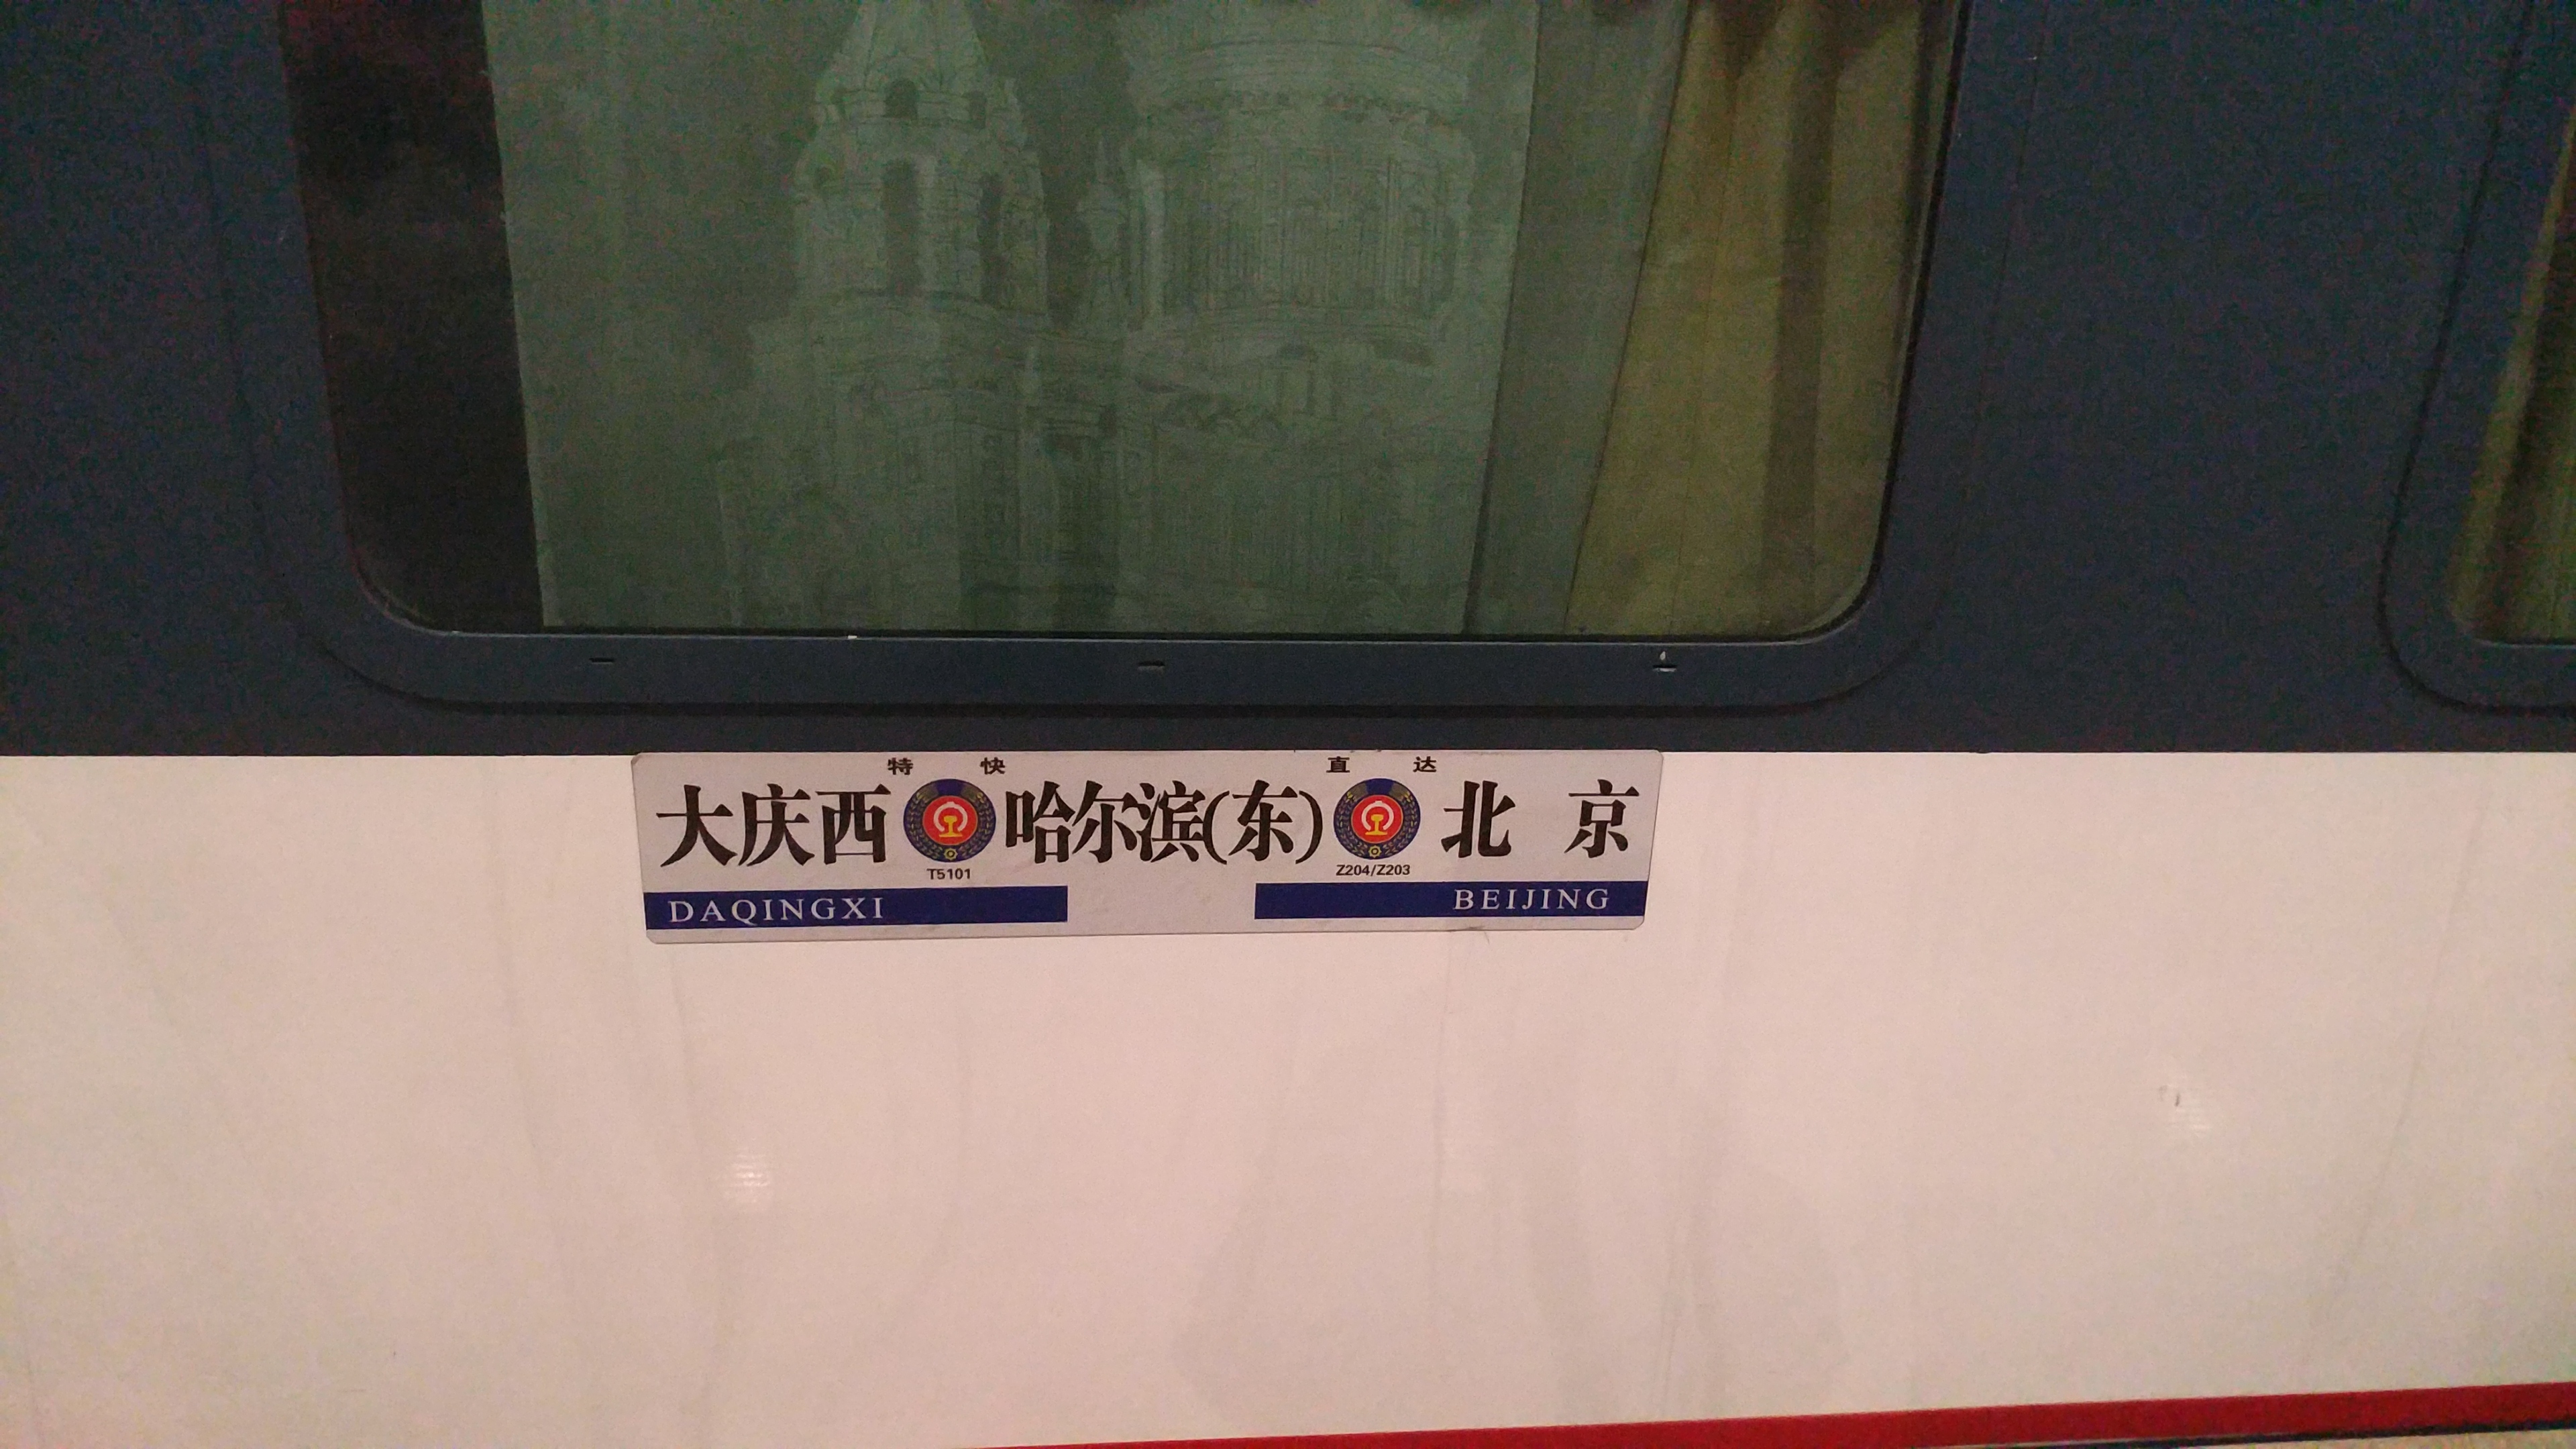 特快 直达
大庆西 哈尔滨(东) 北京
T5101 Z204/Z203
DAQINGXI BEIJING